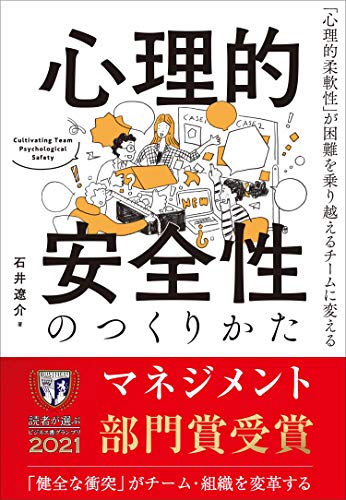 「心理的柔軟性」が困難を乗り越えるチームに変える
心理的
Cultivating Team
Psychological
Safety
CASE1
CASE2
NEW
安全性
のつくりかた
石井遼介 著
読者が選ぶ
ビジネス書グランプリ
2021
マネジメント
部門賞受賞
「健全な衝突」がチーム・組織を変革する